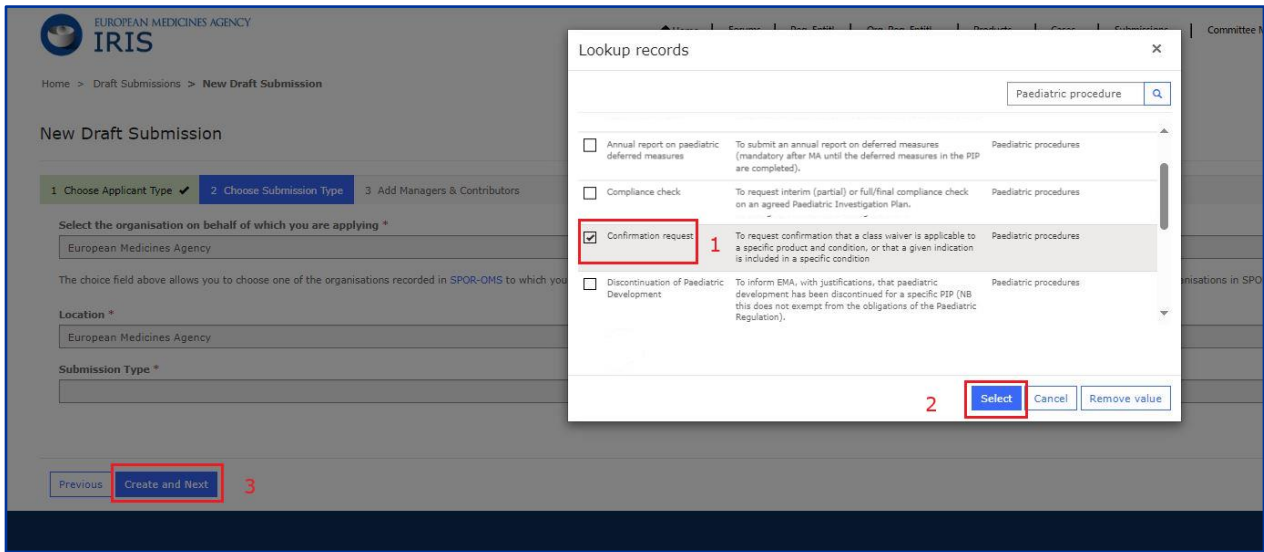 EUROPEAN MEDICINES AGENCY
IRIS
Home | Forums | | | Products | Cases | Submissions | Committee M
Home > Draft Submissions > New Draft Submission
New Draft Submission
1 Choose Applicant Type ✔ 2 Choose Submission Type 3 Add Managers & Contributors
Select the organisation on behalf of which you are applying *
European Medicines Agency
The choice field above allows you to choose one of the organisations recorded in SPOR-OMS to which you
anisations in SPO
Location *
European Medicines Agency
Submission Type *
Previous Create and Next 3
Lookup records ×
Paediatric procedure
Annual report on paediatric
deferred measures
To submit an annual report on deferred measures
(mandatory after MA until the deferred measures in the PIP
are completed).
Paediatric procedures
Compliance check
To request interim (partial) or full/final compliance check
on an agreed Paediatric Investigation Plan.
Paediatric procedures
Confirmation request 1
To request confirmation that a class waiver is applicable to
a specific product and condition, or that a given indication
is included in a specific condition
Paediatric procedures
Discontinuation of Paediatric
Development
To inform EMA, with justifications, that paediatric
development has been discontinued for a specific PIP (NB
this does not exempt from the obligations of the Paediatric
Regulation).
Paediatric procedures
2 Select Cancel Remove value